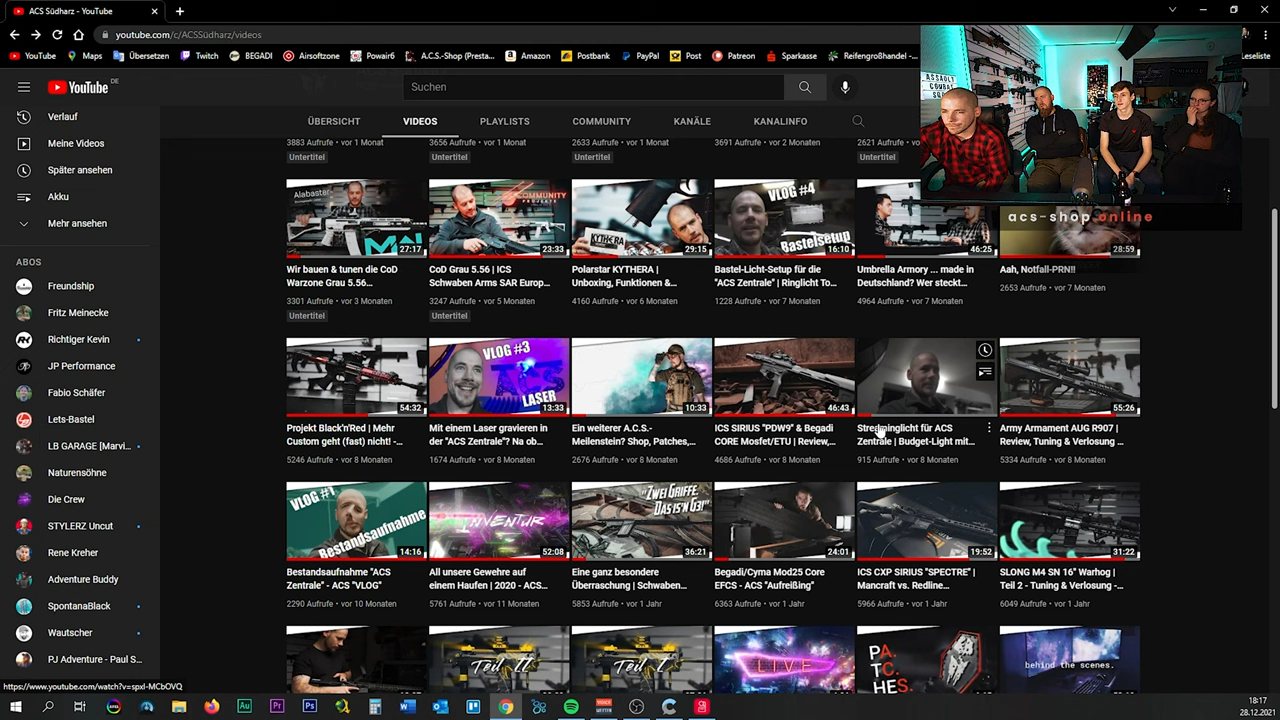 ACS Südharz - YouTube
youtube.com/c/ACSSüdharz/videos
YouTube Maps Übersetzen Twitch BEGADI Airsoftzone Powair6 A.C.S.-Shop (Presta... Amazon Postbank PayPal Post Patreon Sparkasse Reifengroßhandel -...
eseliste
ASSAULT
COMBAT
YouTube DE
Suchen
ÜBERSICHT VIDEOS PLAYLISTS COMMUNITY KANÄLE KANALINFO
Verlauf
Meine Videos
Später ansehen
Akku
Mehr ansehen
ABOS
Freundship
Fritz Meinecke
Richtiger Kevin
JP Performance
Fabio Schäfer
Lets-Bastel
LB GARAGE [Marvi...
Naturensöhne
Die Crew
STYLERZ Uncut
Rene Kreher
Adventure Buddy
SpontanaBlack
Wautscher
PJ Adventure - Paul S...
3883 Aufrufe • vor 1 Monat 3656 Aufrufe • vor 1 Monat 2633 Aufrufe • vor 1 Monat 3691 Aufrufe • vor 2 Monaten 2621 Aufrufe • vor
Untertitel Untertitel Untertitel Untertitel
acs-shop.online
Alabaster
COMMUNITY
PROJEKT
KYTHERA
VLOG #4
Bastelsetup
27:17 23:33 29:15 16:10 46:25 28:59
Wir bauen & tunen die CoD
Warzone Grau 5.56...
3301 Aufrufe • vor 3 Monaten
Untertitel
CoD Grau 5.56 | ICS
Schwaben Arms SAR Europ...
3247 Aufrufe • vor 5 Monaten
Untertitel
Polarstar KYTHERA |
Unboxing, Funktionen &...
4160 Aufrufe • vor 6 Monaten
Bastel-Licht-Setup für die
"ACS Zentrale" | Ringlicht To...
1228 Aufrufe • vor 7 Monaten
Umbrella Armory ... made in
Deutschland? Wer steckt...
4964 Aufrufe • vor 7 Monaten
Aah, Notfall-PRN!!
2653 Aufrufe • vor 7 Monaten
VLOG #3
LASER
54:32 13:33 10:33 46:43 55:26
Projekt Black'n'Red | Mehr
Custom geht (fast) nicht! -...
5246 Aufrufe • vor 8 Monaten
Mit einem Laser gravieren in
der "ACS Zentrale"? Na ob...
1674 Aufrufe • vor 8 Monaten
Ein weiterer A.C.S.-
Meilenstein? Shop, Patches,...
2676 Aufrufe • vor 8 Monaten
ICS SIRIUS "PDW9" & Begadi
CORE Mosfet/ETU | Review,...
4686 Aufrufe • vor 8 Monaten
Streaminglicht für ACS
Zentrale | Budget-Light mit...
915 Aufrufe • vor 8 Monaten
Army Armament AUG R907 |
Review, Tuning & Verlosung ...
5334 Aufrufe • vor 8 Monaten
VLOG #1
Bestandsaufnahme
INVENTUR
"ZWEI GRIFFE.
DAS IS'N G3!"
14:16 52:08 36:21 24:01 19:52 31:22
Bestandsaufnahme "ACS
Zentrale" - ACS "VLOG"
2290 Aufrufe • vor 10 Monaten
All unsere Gewehre auf
einem Haufen | 2020 - ACS...
5761 Aufrufe • vor 11 Monaten
Eine ganz besondere
Überraschung | Schwaben...
5853 Aufrufe • vor 1 Jahr
Begadi/Cyma Mod25 Core
EFCS - ACS "Aufreißing"
6363 Aufrufe • vor 1 Jahr
ICS CXP SIRIUS "SPECTRE" |
Mancraft vs. Redline...
5966 Aufrufe • vor 1 Jahr
SLONG M4 SN 16" Warhog |
Teil 2 - Tuning & Verlosung -...
6049 Aufrufe • vor 1 Jahr
Teil II
Teil I
LIVE
PA.
TC
HES.
behind the scenes.
https://www.youtube.com/watch?v=spxl-MCbOVQ
18:17
28.12.2021